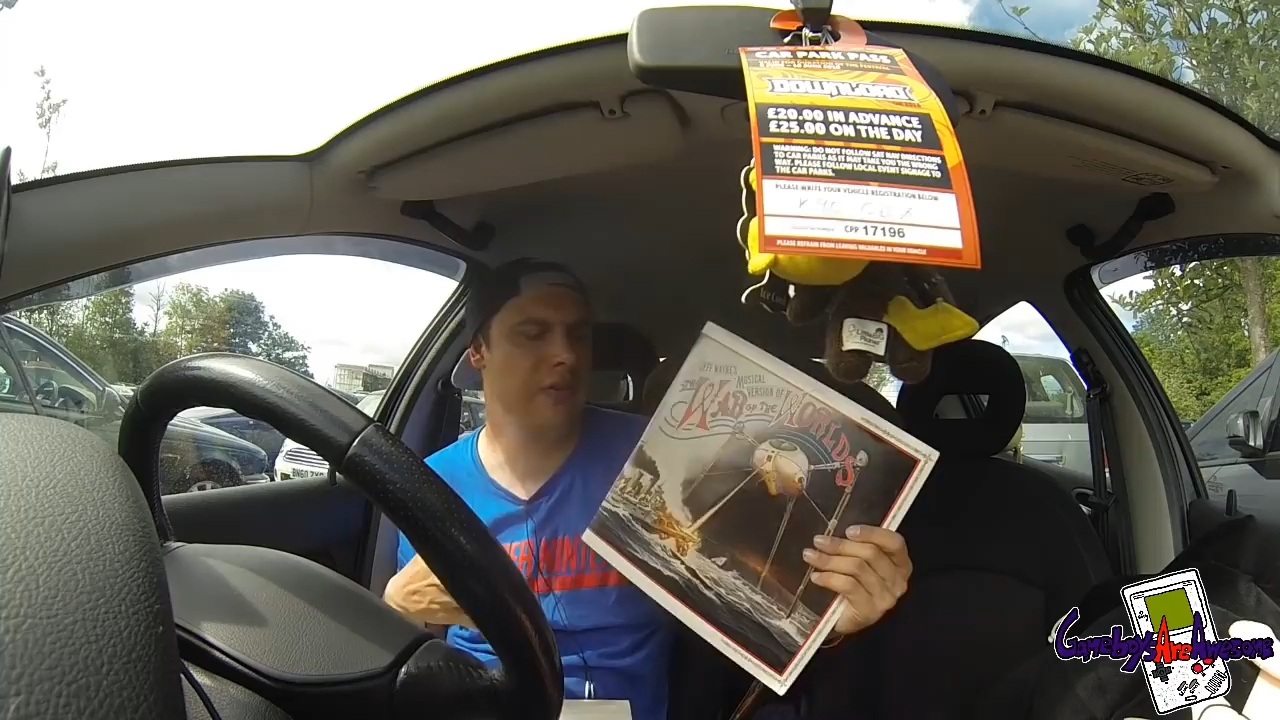 CAR PARK PASS
DOWNLOAD
£20.00 IN ADVANCE
£25.00 ON THE DAY
WARNING: DO NOT FOLLOW SAT NAV DIRECTIONS
TO CAR PARKS AS IT MAY TAKE YOU THE WRONG
WAY. PLEASE FOLLOW LOCAL EVENT SIGNAGE TO
THE CAR PARKS.
PLEASE WRITE YOUR VEHICLE REGISTRATION BELOW
CPP 17196
PLEASE REFRAIN FROM LEAVING VALUABLES IN YOUR VEHICLE
JEFF WAYNE'S
MUSICAL
VERSION OF
THE
WAR OF THE WORLDS
GameboysAreAwesome